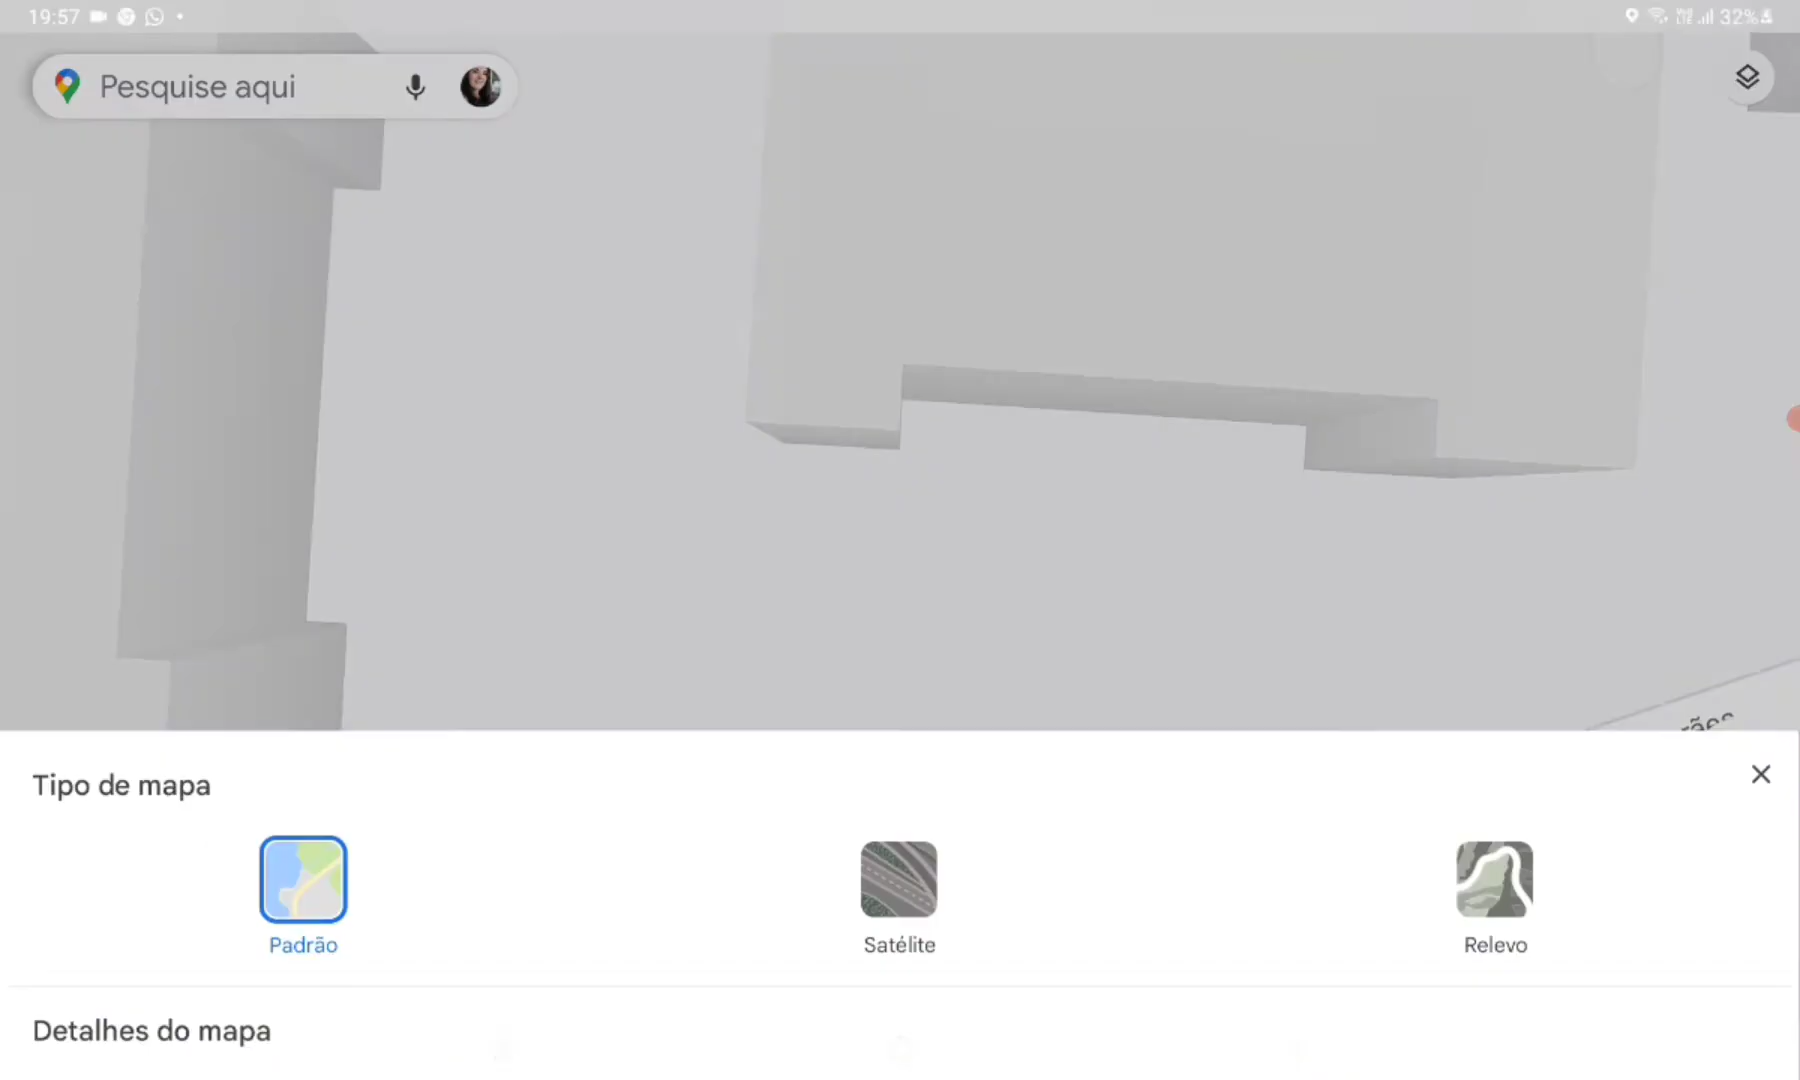 19:57
32%
Pesquise aqui
Tipo de mapa
Padrão
Satélite
Relevo
Detalhes do mapa